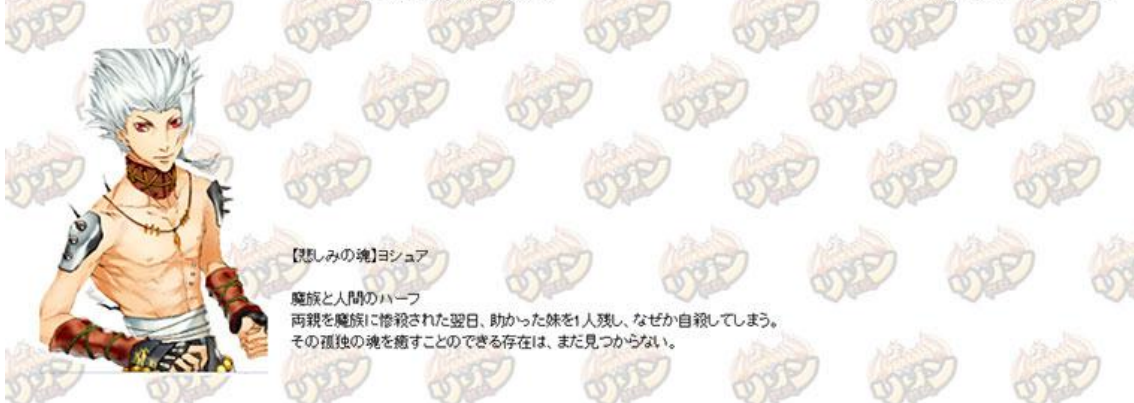 【悲しみの魂】ヨシュア
魔族と人間のハーフ
両親を魔族に惨殺された翌日、助かった妹を1人残し、なぜか自殺してしまう。
その孤独の魂を癒すことのできる存在は、まだ見つからない。